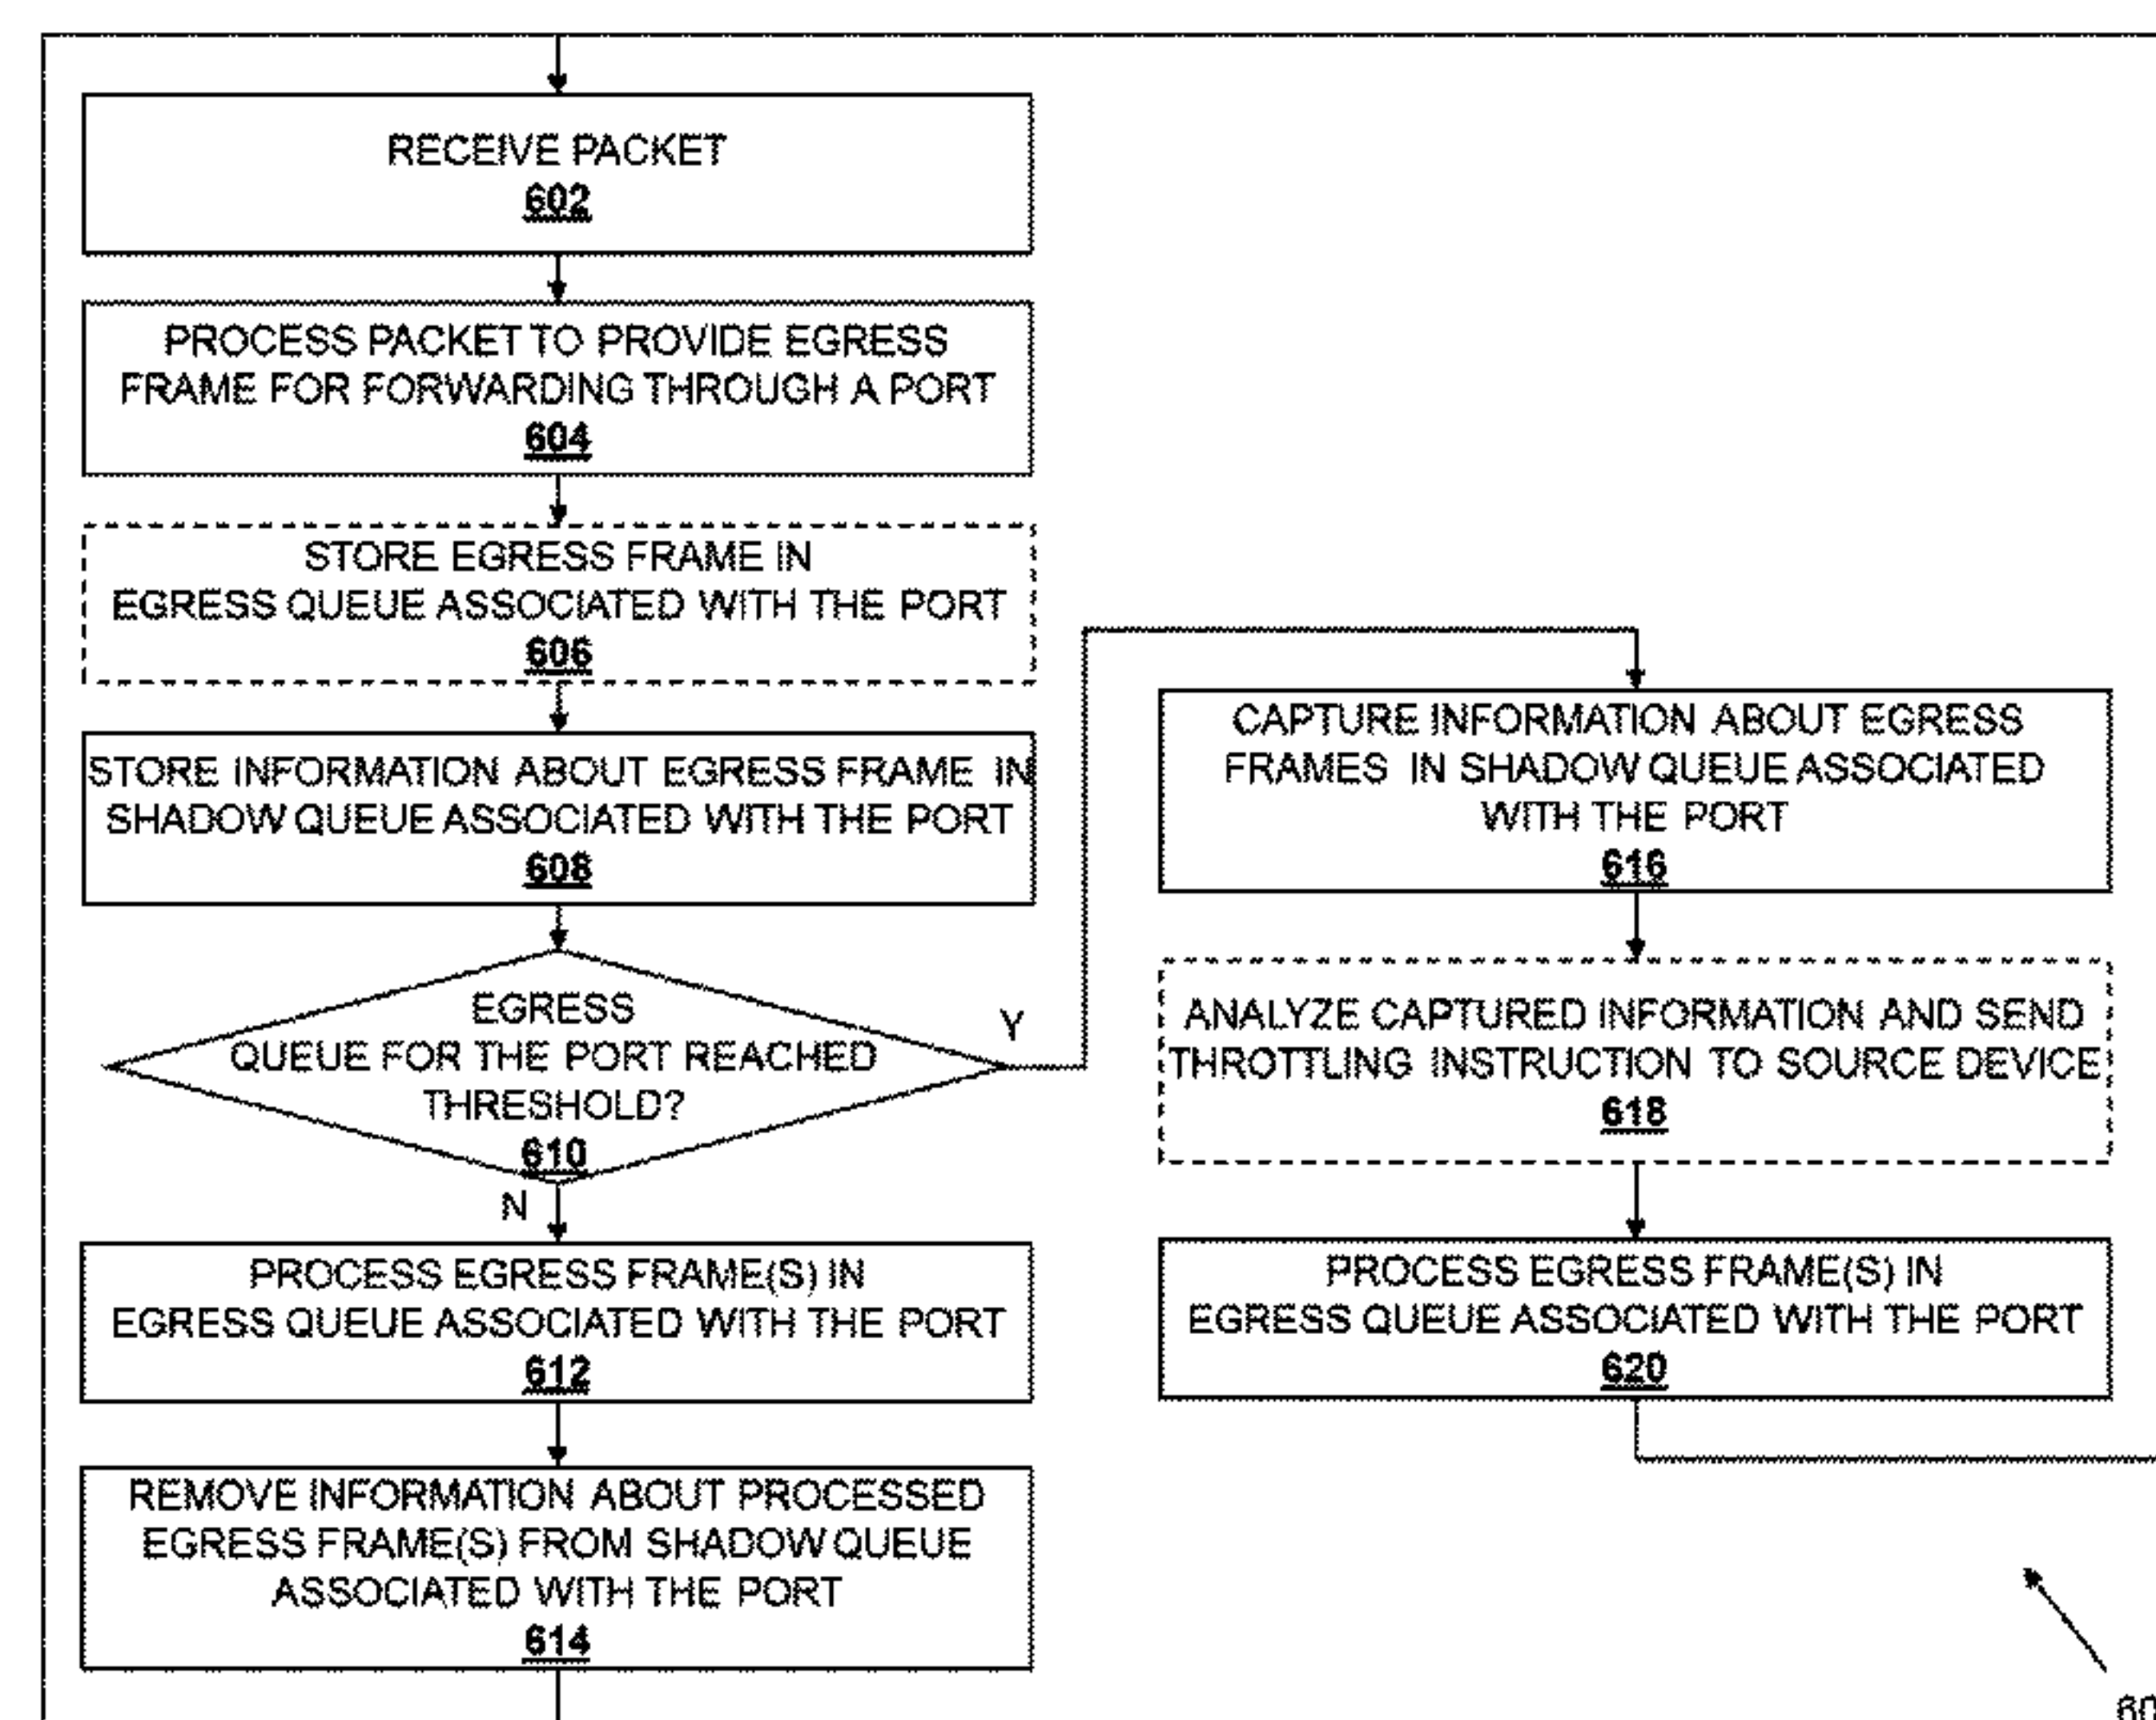 RECEIVE PACKET
602
PROCESS PACKET TO PROVIDE EGRESS
FRAME FOR FORWARDING THROUGH A PORT
604
STORE EGRESS FRAME IN
EGRESS QUEUE ASSOCIATED WITH THE PORT
606
STORE INFORMATION ABOUT EGRESS FRAME IN
SHADOW QUEUE ASSOCIATED WITH THE PORT
608
EGRESS
QUEUE FOR THE PORT REACHED
THRESHOLD?
610
Y
N
PROCESS EGRESS FRAME(S) IN
EGRESS QUEUE ASSOCIATED WITH THE PORT
612
REMOVE INFORMATION ABOUT PROCESSED
EGRESS FRAME(S) FROM SHADOW QUEUE
ASSOCIATED WITH THE PORT
614
CAPTURE INFORMATION ABOUT EGRESS
FRAMES IN SHADOW QUEUE ASSOCIATED
WITH THE PORT
616
ANALYZE CAPTURED INFORMATION AND SEND
THROTTLING INSTRUCTION TO SOURCE DEVICE
618
PROCESS EGRESS FRAME(S) IN
EGRESS QUEUE ASSOCIATED WITH THE PORT
620